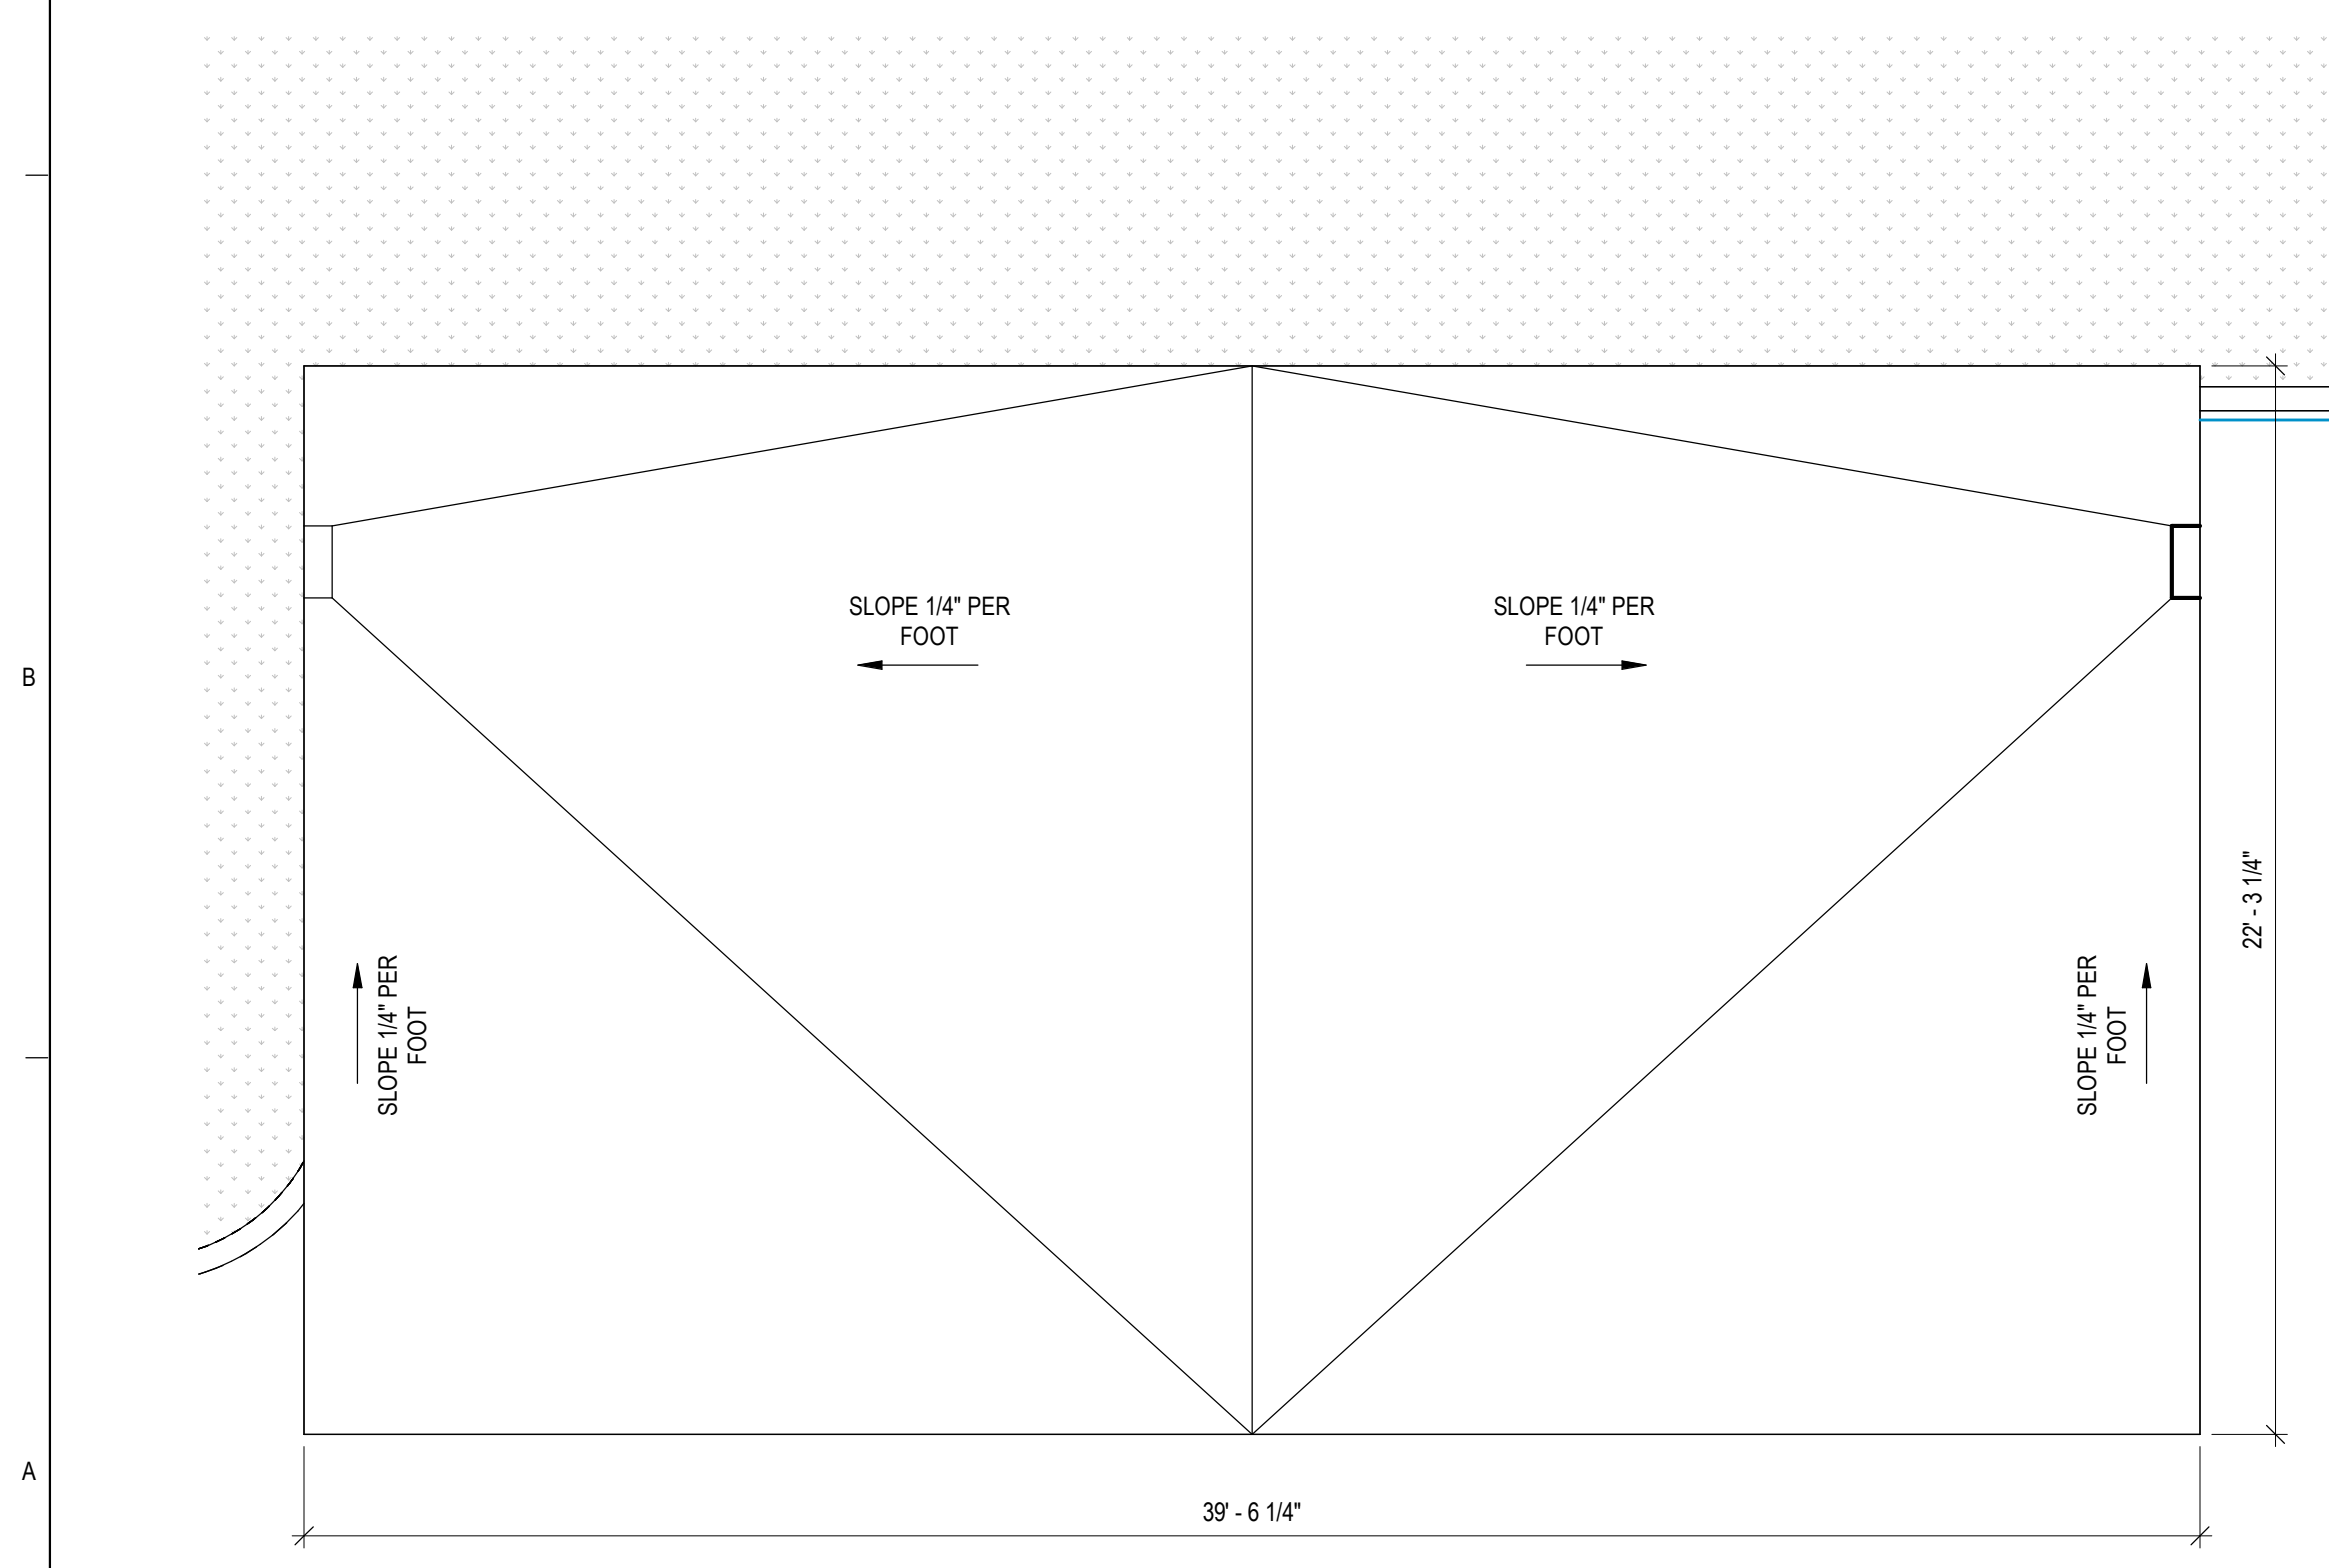 SLOPE 1/4" PER
FOOT
SLOPE 1/4" PER
FOOT
B
22' - 3 1/4"
SLOPE 1/4" PER
FOOT
SLOPE 1/4" PER
FOOT
A
39' - 6 1/4"